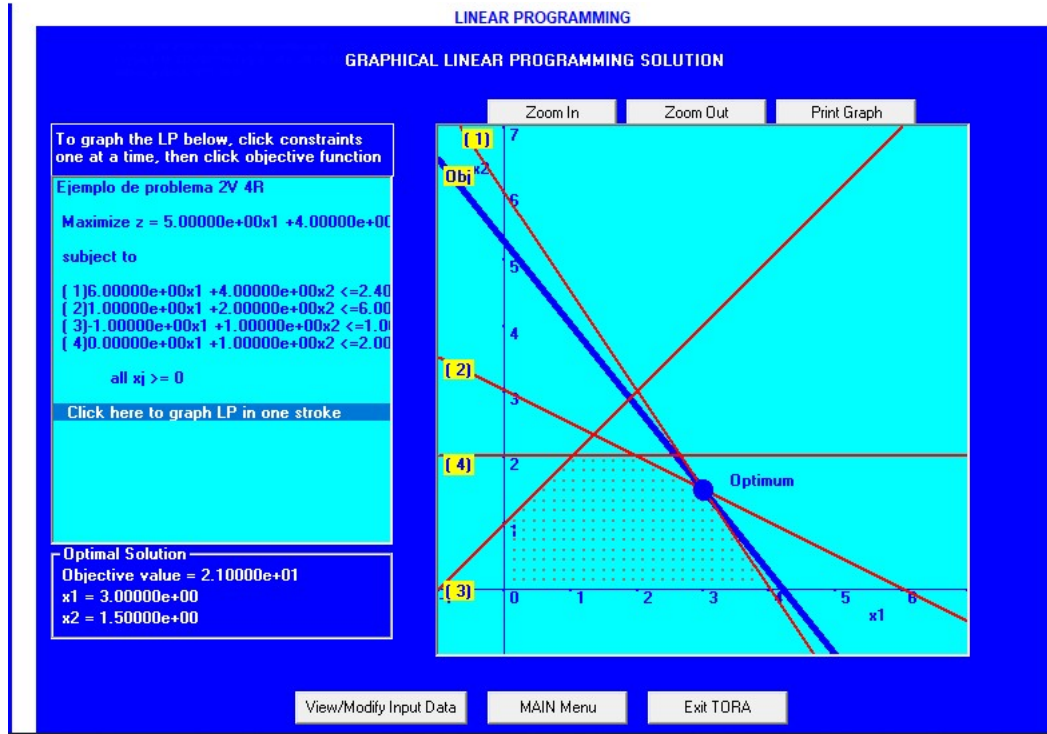 LINEAR PROGRAMMING
GRAPHICAL LINEAR PROGRAMMING SOLUTION
Zoom In
Zoom Out
Print Graph
To graph the LP below, click constraints
one at a time, then click objective function
Ejemplo de problema 2V 4R
Maximize z = 5.00000e+00x1 +4.00000e+00
subject to
( 1)6.00000e+00x1 +4.00000e+00x2 <=2.40
( 2)1.00000e+00x1 +2.00000e+00x2 <=6.00
( 3)-1.00000e+00x1 +1.00000e+00x2 <=1.00
( 4)0.00000e+00x1 +1.00000e+00x2 <=2.00
all xj >= 0
Click here to graph LP in one stroke
Optimal Solution
Objective value = 2.10000e+01
x1 = 3.00000e+00
x2 = 1.50000e+00
( 1)
7
Obj
x2
6
5
4
( 2)
3
( 4)
2
Optimum
1
( 3)
0
1
2
3
4
5
6
x1
View/Modify Input Data
MAIN Menu
Exit TORA